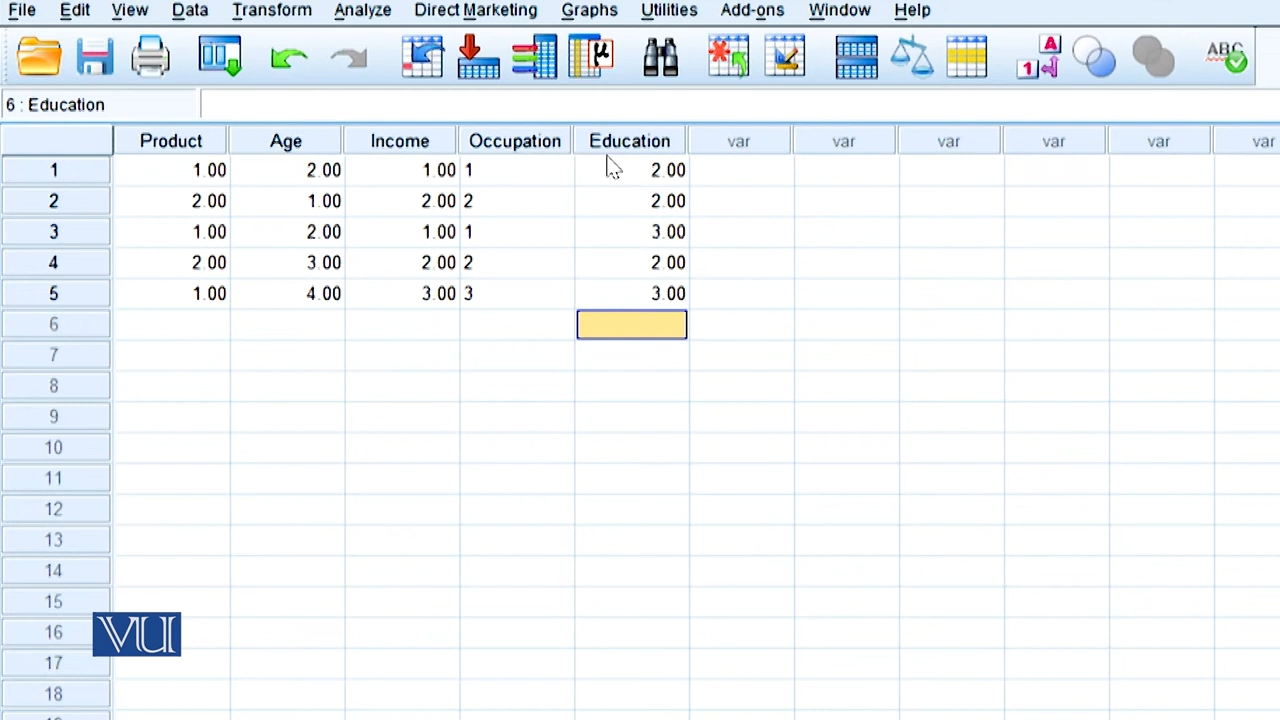 File Edit View Data Transform Analyze Direct Marketing Graphs Utilities Add-ons Window Help
μ A 1 ABC
6 : Education
Product Age Income Occupation Education var var var var var var
1 1.00 2.00 1.00 1 2.00
2 2.00 1.00 2.00 2 2.00
3 1.00 2.00 1.00 1 3.00
4 2.00 3.00 2.00 2 2.00
5 1.00 4.00 3.00 3 3.00
6
7
8
9
10
11
12
13
14
15
16
17
18
VU